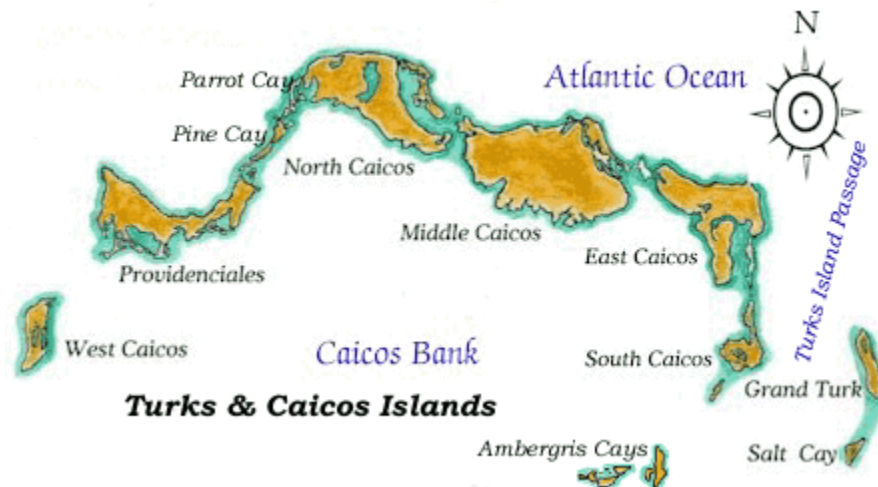 N
Parrot Cay
Atlantic Ocean
Pine Cay
North Caicos
Middle Caicos
East Caicos
Turks Island Passage
Providenciales
West Caicos
Caicos Bank
South Caicos
Grand Turk
Turks & Caicos Islands
Ambergris Cays
Salt Cay